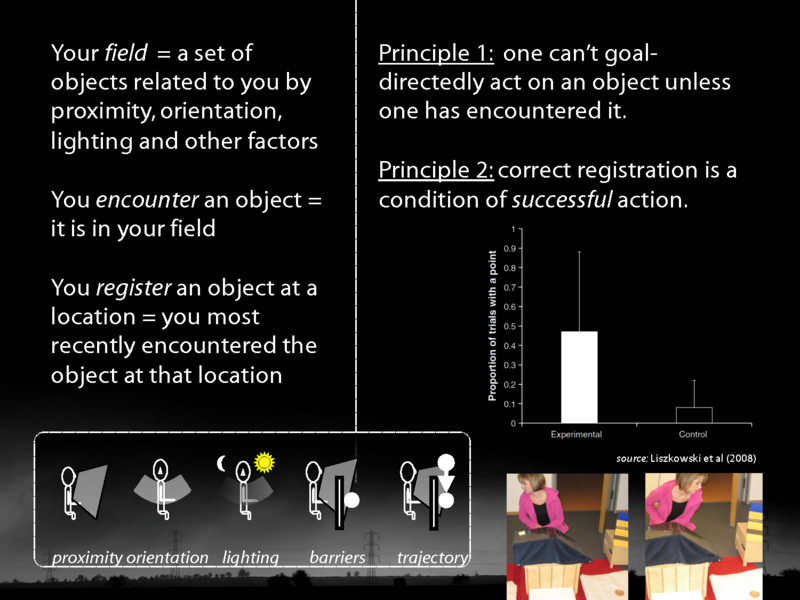 Your field = a set of
objects related to you by
proximity, orientation,
lighting and other factors
You encounter an object =
it is in your field
You register an object at a
location = you most
recently encountered the
object at that location
Principle 1: one can't goal-
directedly act on an object unless
one has encountered it.
Principle 2: correct registration is a
condition of successful action.
Proportion of trials with a point
1
0.9
0.8
0.7
0.6
0.5
0.4
0.3
0.2
0.1
0
Experimental Control
source: Liszkowski et al (2008)
proximity orientation lighting barriers trajectory